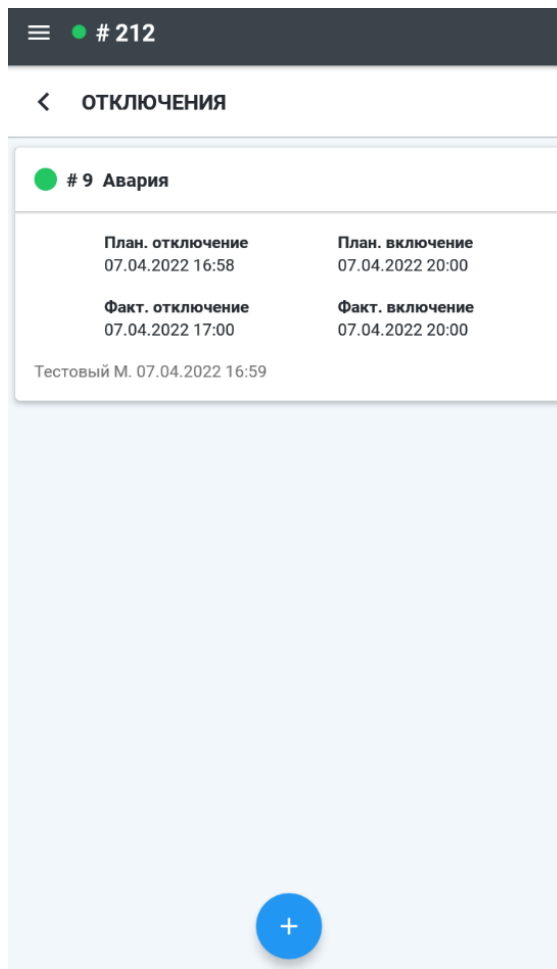 # 212
ОТКЛЮЧЕНИЯ
# 9 Авария
План. отключение План. включение
07.04.2022 16:58 07.04.2022 20:00
Факт. отключение Факт. включение
07.04.2022 17:00 07.04.2022 20:00
Тестовый М. 07.04.2022 16:59